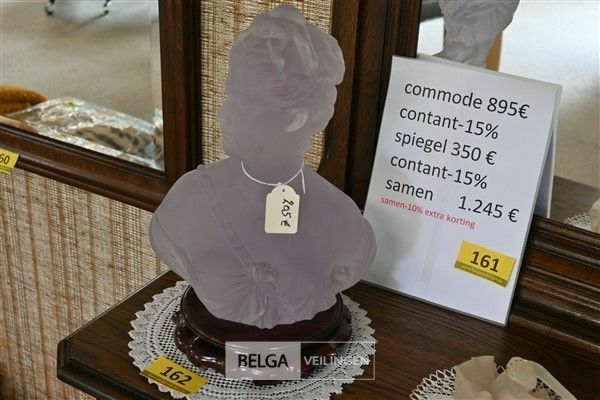 commode 895€
contant-15%
spiegel 350 €
contant-15%
samen 1.245 €
samen-10% extra korting
161
205€
162
BELGA VEILINGEN